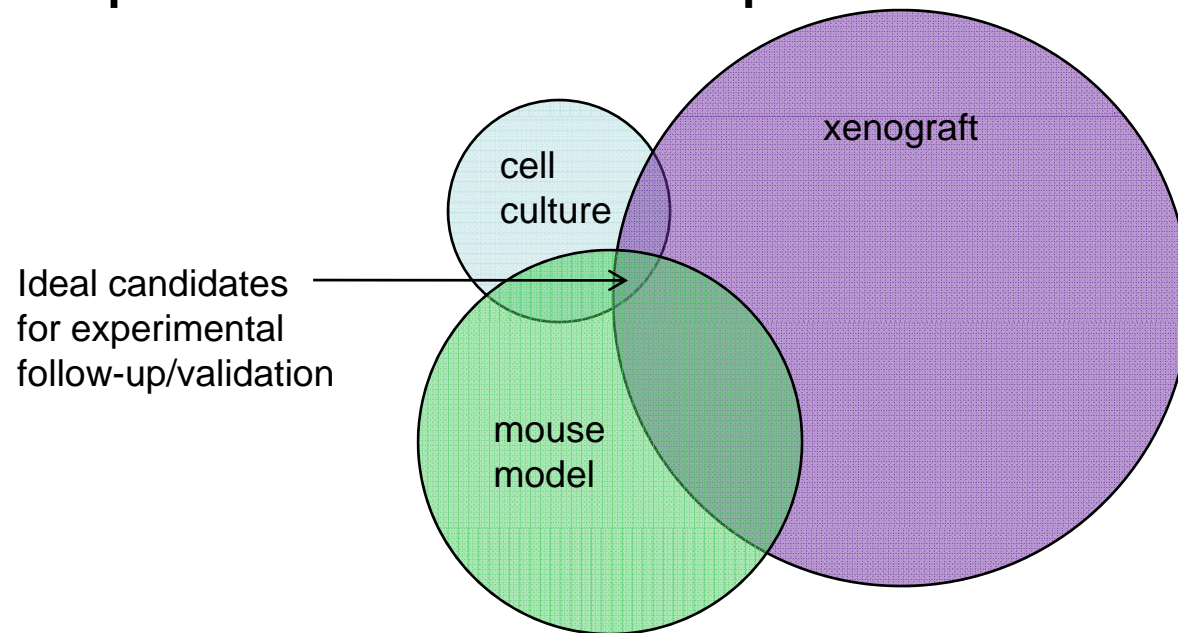 xenograft
cell
culture
Ideal candidates
for experimental
follow-up/validation
mouse
model